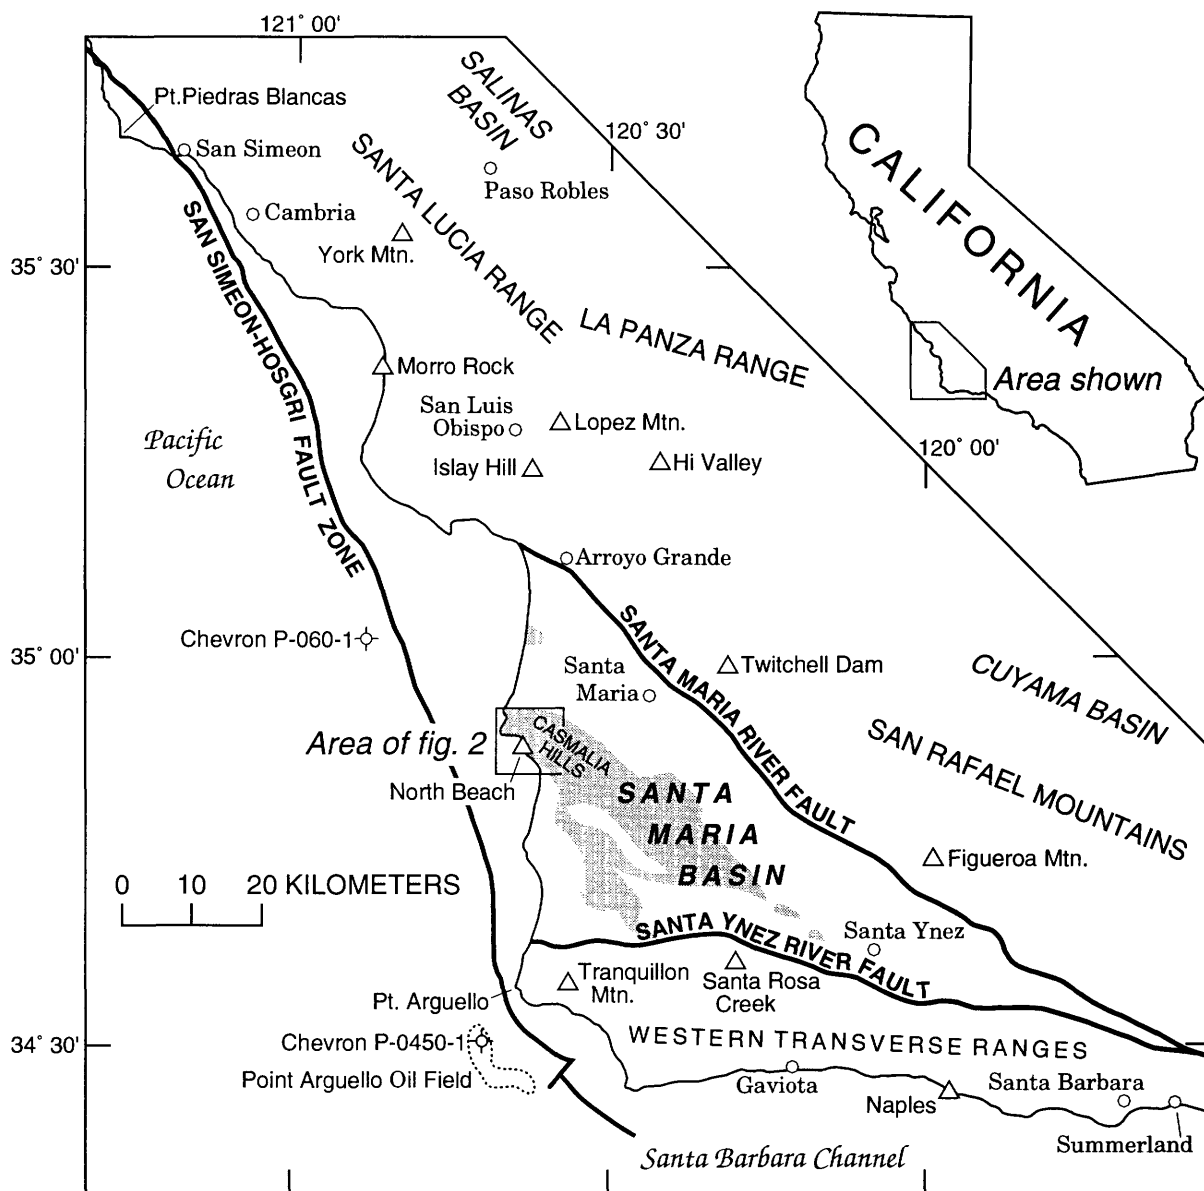 121° 00'
SALINAS
BASIN
120° 30'
Pt.Piedras Blancas
San Simeon
Paso Robles
CALIFORNIA
SANTA LUCIA RANGE
Cambria
York Mtn.
35° 30'
SAN SIMEON-HOSGRI FAULT ZONE
LA PANZA RANGE
Area shown
Morro Rock
San Luis
Obispo
Lopez Mtn.
Pacific
Ocean
Islay Hill
Hi Valley
120° 00'
Arroyo Grande
Chevron P-060-1
35° 00'
SANTA MARIA RIVER FAULT
Santa
Maria
Twitchell Dam
CUYAMA BASIN
SAN RAFAEL MOUNTAINS
Area of fig. 2
CASMALIA
HILLS
North Beach
SANTA
MARIA
BASIN
Figueroa Mtn.
0 10 20 KILOMETERS
SANTA YNEZ RIVER FAULT
Santa Ynez
Tranquillon
Mtn.
Santa Rosa
Creek
Pt. Arguello
WESTERN TRANSVERSE RANGES
34° 30'
Chevron P-0450-1
Point Arguello Oil Field
Gaviota
Naples
Santa Barbara
Summerland
Santa Barbara Channel